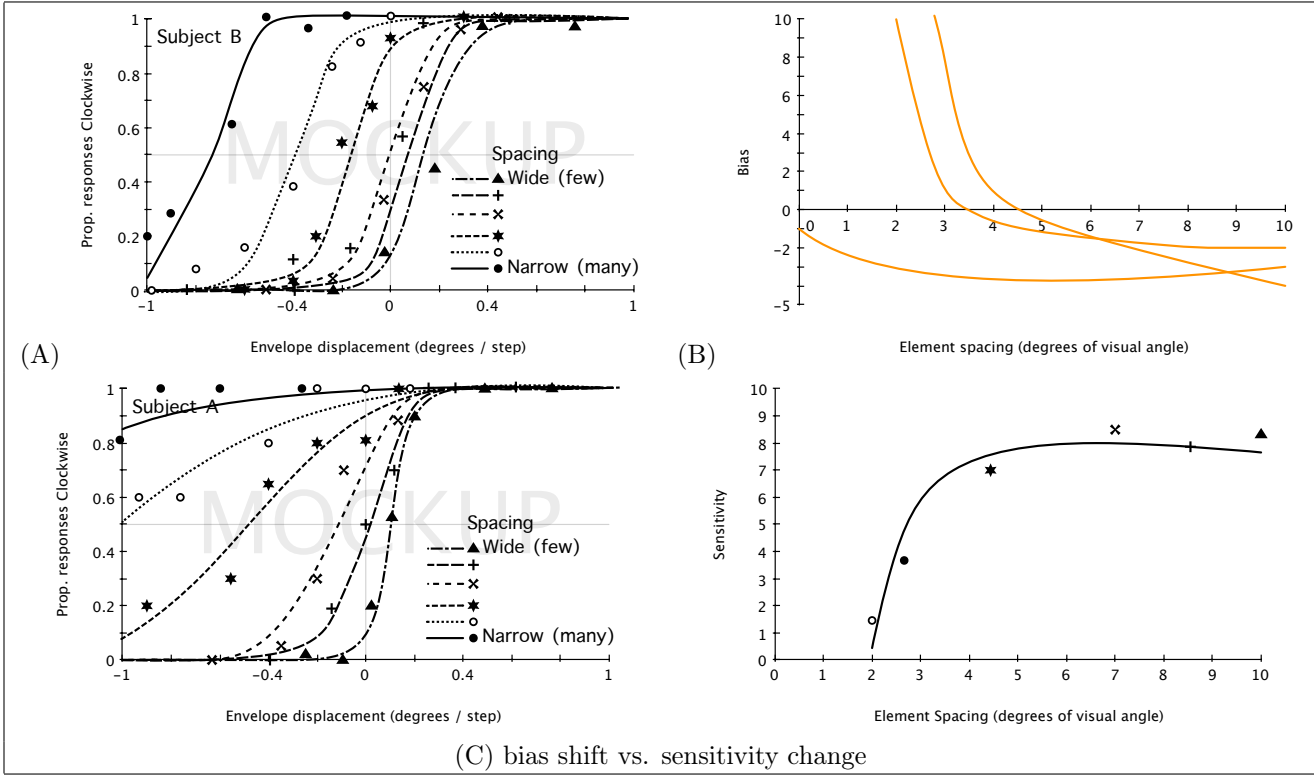 Subject B
MOCKUP
Prop. responses Clockwise
1
0.8
0.6
0.4
0.2
0
-1
-0.4
0
0.4
1
Spacing
Wide (few)
Narrow (many)
Envelope displacement (degrees / step)
(A)
Bias
10
8
6
4
2
0
-2
-5
0 1 2 3 4 5 6 7 8 9 10
Element spacing (degrees of visual angle)
(B)
Subject A
MOCKUP
Prop. responses Clockwise
1
0.8
0.6
0.4
0.2
0
-1
-0.4
0
0.4
1
Spacing
Wide (few)
Narrow (many)
Envelope displacement (degrees / step)
Sensitivity
10
9
8
7
6
5
4
3
2
1
0
0 1 2 3 4 5 6 7 8 9 10
Element Spacing (degrees of visual angle)
(C) bias shift vs. sensitivity change